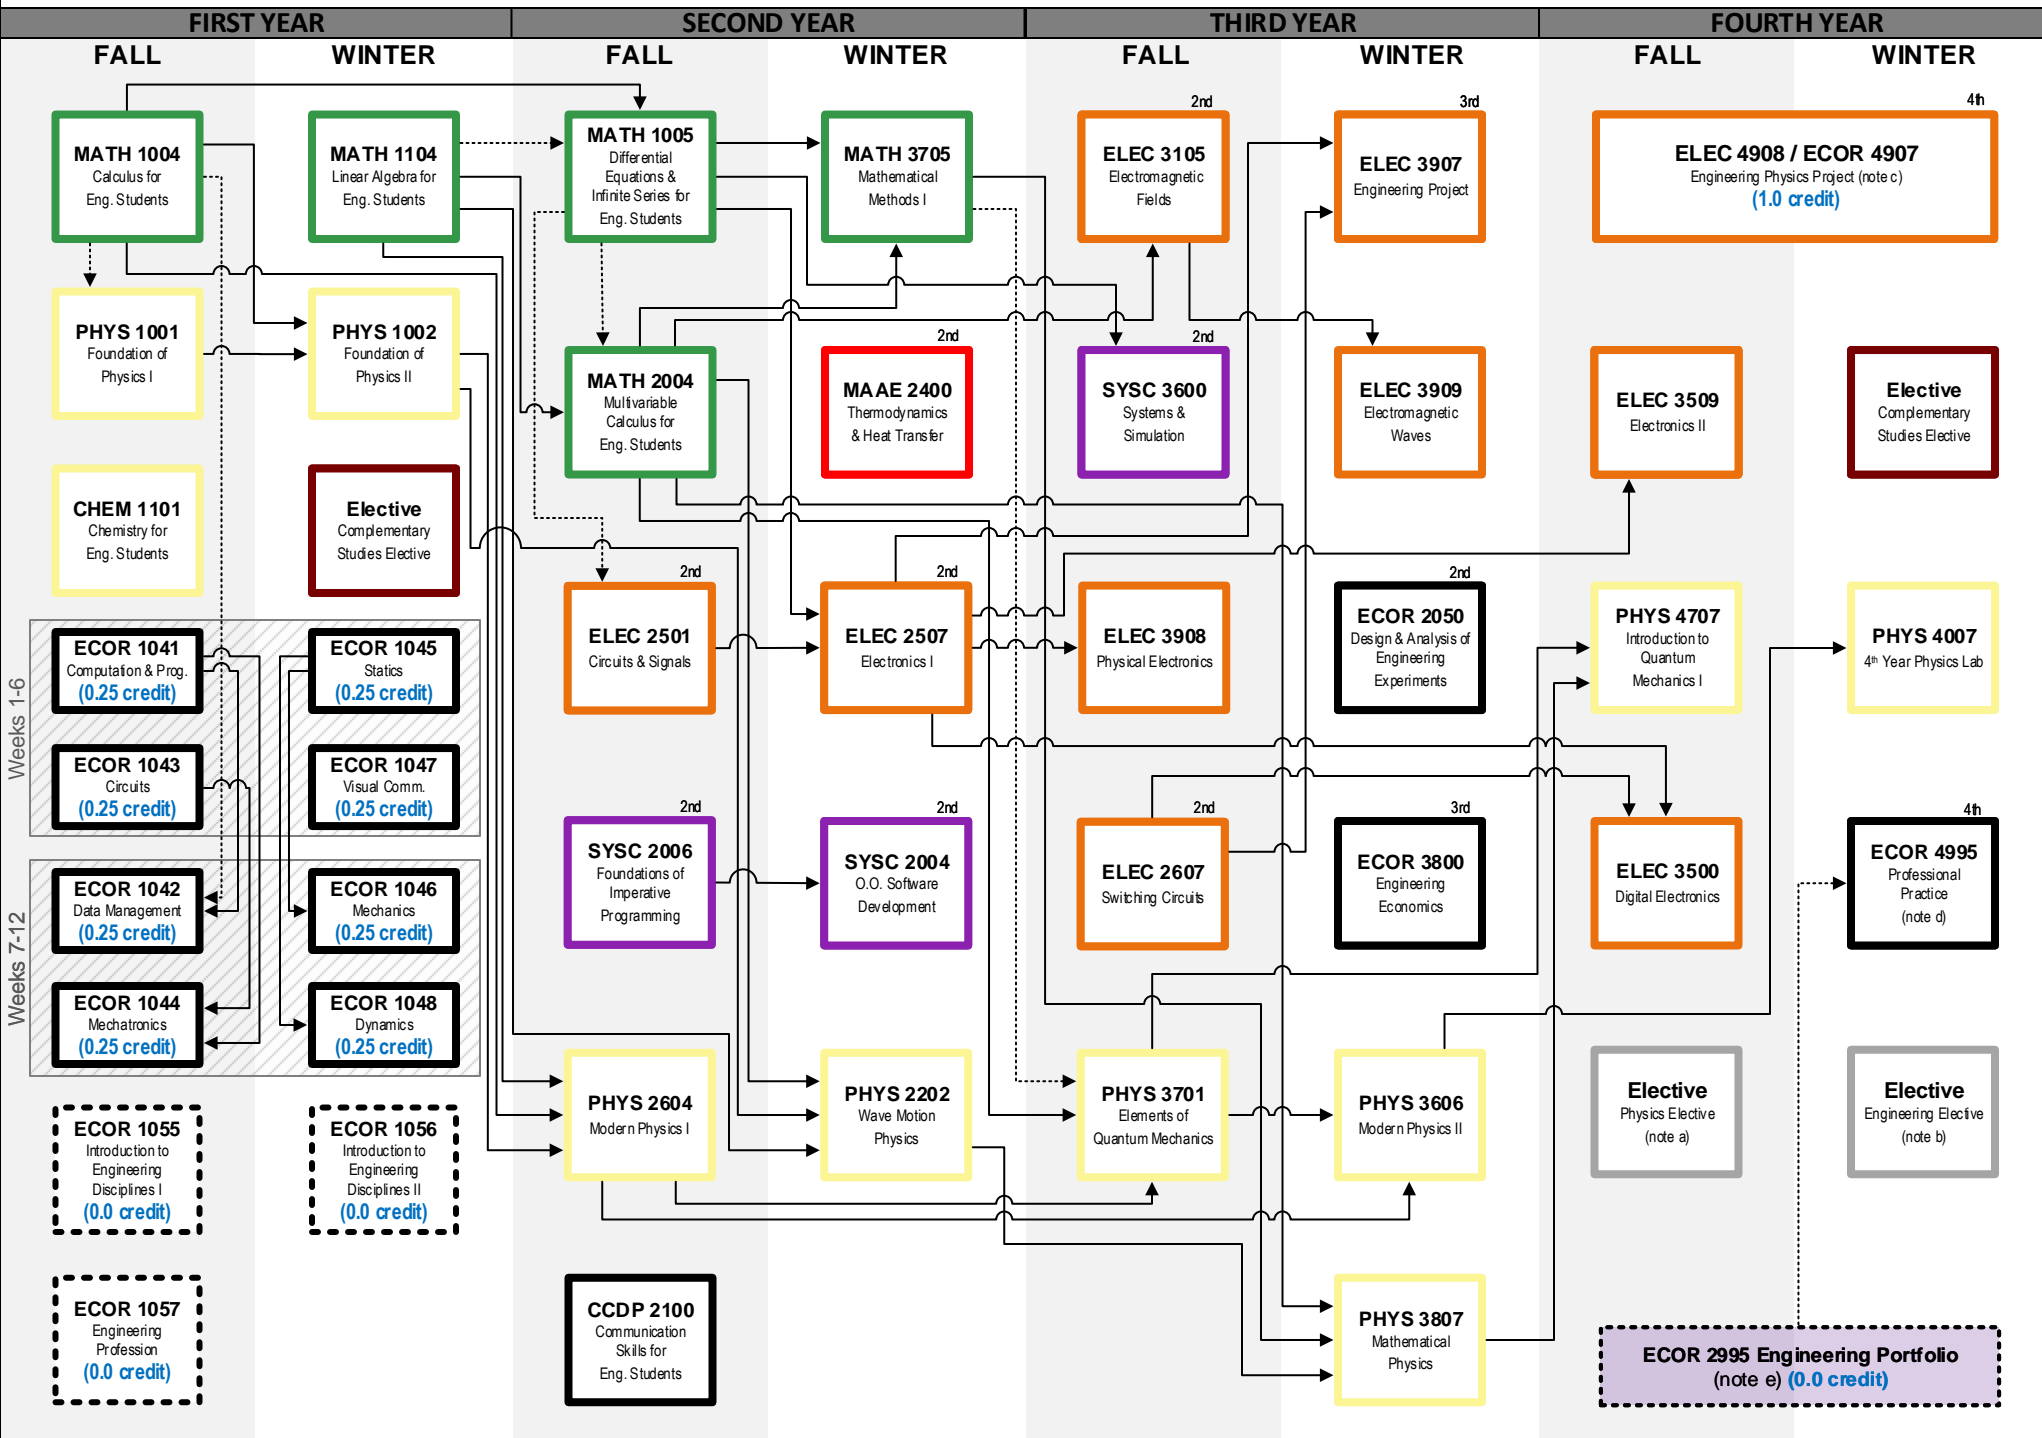 FIRST YEAR
SECOND YEAR
THIRD YEAR
FOURTH YEAR
FALL
WINTER
FALL
WINTER
FALL
WINTER
FALL
WINTER
MATH 1004
Calculus for
Eng. Students
MATH 1104
Linear Algebra for
Eng. Students
MATH 1005
Differential
Equations &
Infinite Series for
Eng. Students
MATH 3705
Mathematical
Methods I
2nd
ELEC 3105
Electromagnetic
Fields
3rd
ELEC 3907
Engineering Project
4th
ELEC 4908 / ECOR 4907
Engineering Physics Project (note c)
(1.0 credit)
PHYS 1001
Foundation of
Physics I
PHYS 1002
Foundation of
Physics II
MATH 2004
Multivariable
Calculus for
Eng. Students
2nd
MAAE 2400
Thermodynamics
& Heat Transfer
2nd
SYSC 3600
Systems &
Simulation
ELEC 3909
Electromagnetic
Waves
ELEC 3509
Electronics II
Elective
Complementary
Studies Elective
CHEM 1101
Chemistry for
Eng. Students
Elective
Complementary
Studies Elective
2nd
ELEC 2501
Circuits & Signals
2nd
ELEC 2507
Electronics I
ELEC 3908
Physical Electronics
2nd
ECOR 2050
Design & Analysis of
Engineering
Experiments
PHYS 4707
Introduction to
Quantum
Mechanics I
PHYS 4007
4th Year Physics Lab
Weeks 1-6
ECOR 1041
Computation & Prog.
(0.25 credit)
ECOR 1045
Statics
(0.25 credit)
ECOR 1043
Circuits
(0.25 credit)
ECOR 1047
Visual Comm.
(0.25 credit)
2nd
SYSC 2006
Foundations of
Imperative
Programming
2nd
SYSC 2004
O.O. Software
Development
2nd
ELEC 2607
Switching Circuits
3rd
ECOR 3800
Engineering
Economics
ELEC 3500
Digital Electronics
4th
ECOR 4995
Professional
Practice
(note d)
Weeks 7-12
ECOR 1042
Data Management
(0.25 credit)
ECOR 1046
Mechanics
(0.25 credit)
ECOR 1044
Mechatronics
(0.25 credit)
ECOR 1048
Dynamics
(0.25 credit)
PHYS 2604
Modern Physics I
PHYS 2202
Wave Motion
Physics
PHYS 3701
Elements of
Quantum Mechanics
PHYS 3606
Modern Physics II
Elective
Physics Elective
(note a)
Elective
Engineering Elective
(note b)
ECOR 1055
Introduction to
Engineering
Disciplines I
(0.0 credit)
ECOR 1056
Introduction to
Engineering
Disciplines II
(0.0 credit)
ECOR 1057
Engineering
Profession
(0.0 credit)
CCDP 2100
Communication
Skills for
Eng. Students
PHYS 3807
Mathematical
Physics
ECOR 2995 Engineering Portfolio
(note e) (0.0 credit)